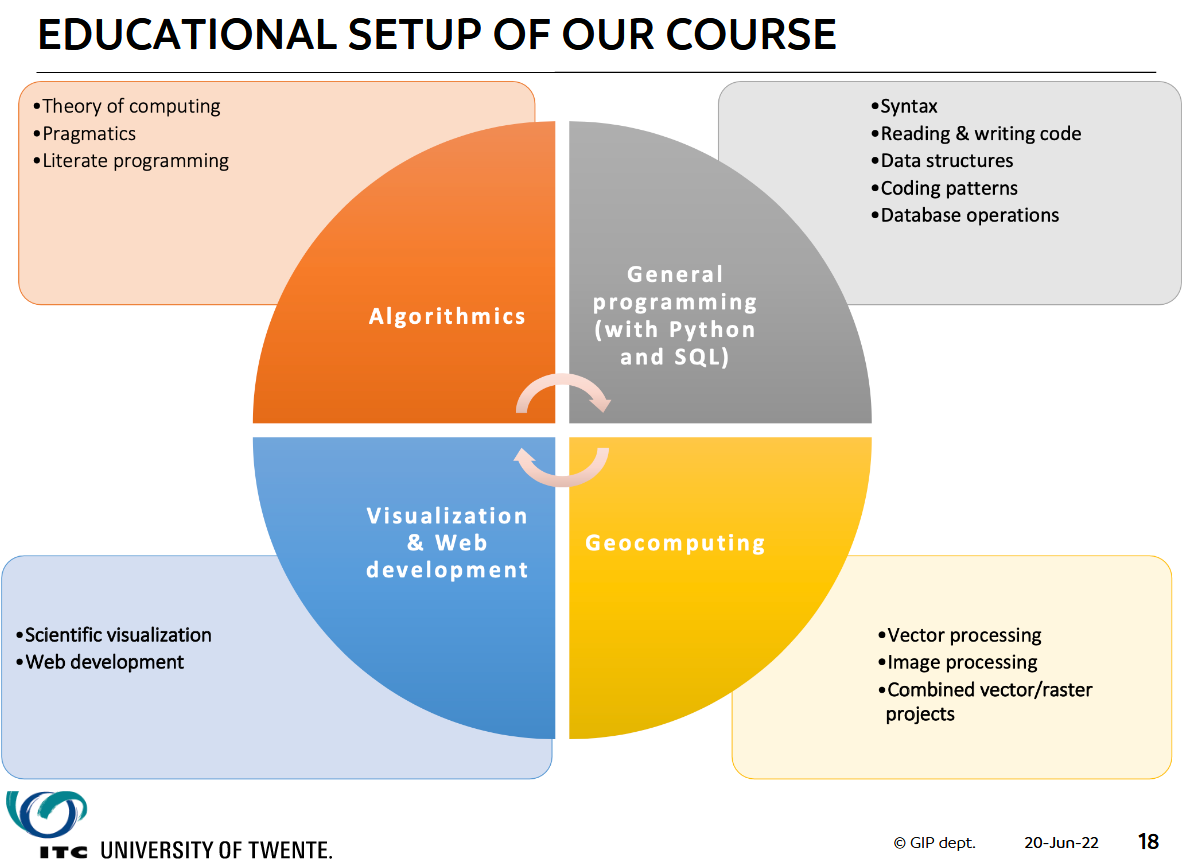 EDUCATIONAL SETUP OF OUR COURSE
•Theory of computing
•Pragmatics
•Literate programming
•Syntax
•Reading & writing code
•Data structures
•Coding patterns
•Database operations
Algorithmics
General
programming
(with Python
and SQL)
Visualization
& Web
development
Geocomputing
•Scientific visualization
•Web development
•Vector processing
•Image processing
•Combined vector/raster
projects
ITC UNIVERSITY OF TWENTE.
© GIP dept.
20-Jun-22
18